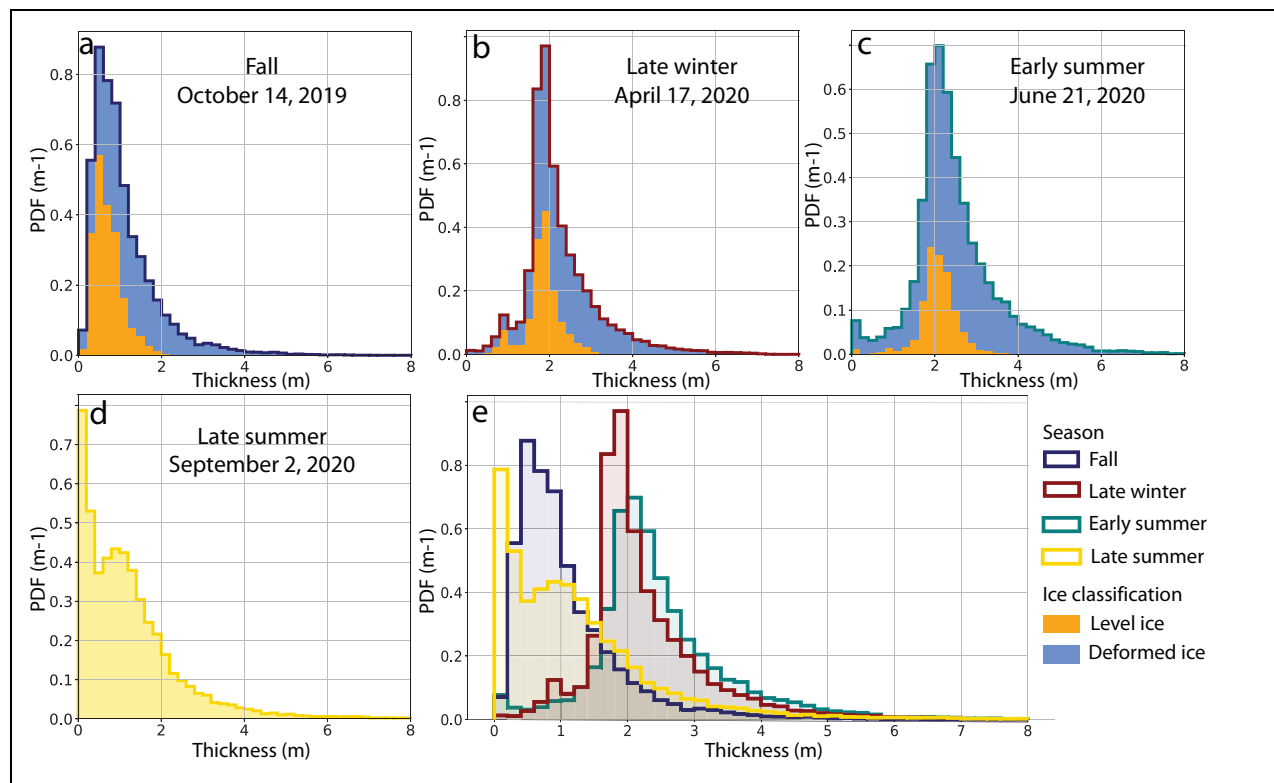 a
Fall
October 14, 2019
PDF (m-1)
0.8
0.6
0.4
0.2
0.0
0 2 4 6 8
Thickness (m)
b
Late winter
April 17, 2020
PDF (m-1)
0.8
0.6
0.4
0.2
0.0
0 2 4 6 8
Thickness (m)
c
Early summer
June 21, 2020
PDF (m-1)
0.7
0.6
0.5
0.4
0.3
0.2
0.1
0.0
0 2 4 6 8
Thickness (m)
d
Late summer
September 2, 2020
PDF (m-1)
0.7
0.6
0.5
0.4
0.3
0.2
0.1
0.0
0 2 4 6 8
Thickness (m)
e
PDF (m-1)
0.8
0.6
0.4
0.2
0.0
0 1 2 3 4 5 6 7 8
Thickness (m)
Season
Fall
Late winter
Early summer
Late summer
Ice classification
Level ice
Deformed ice